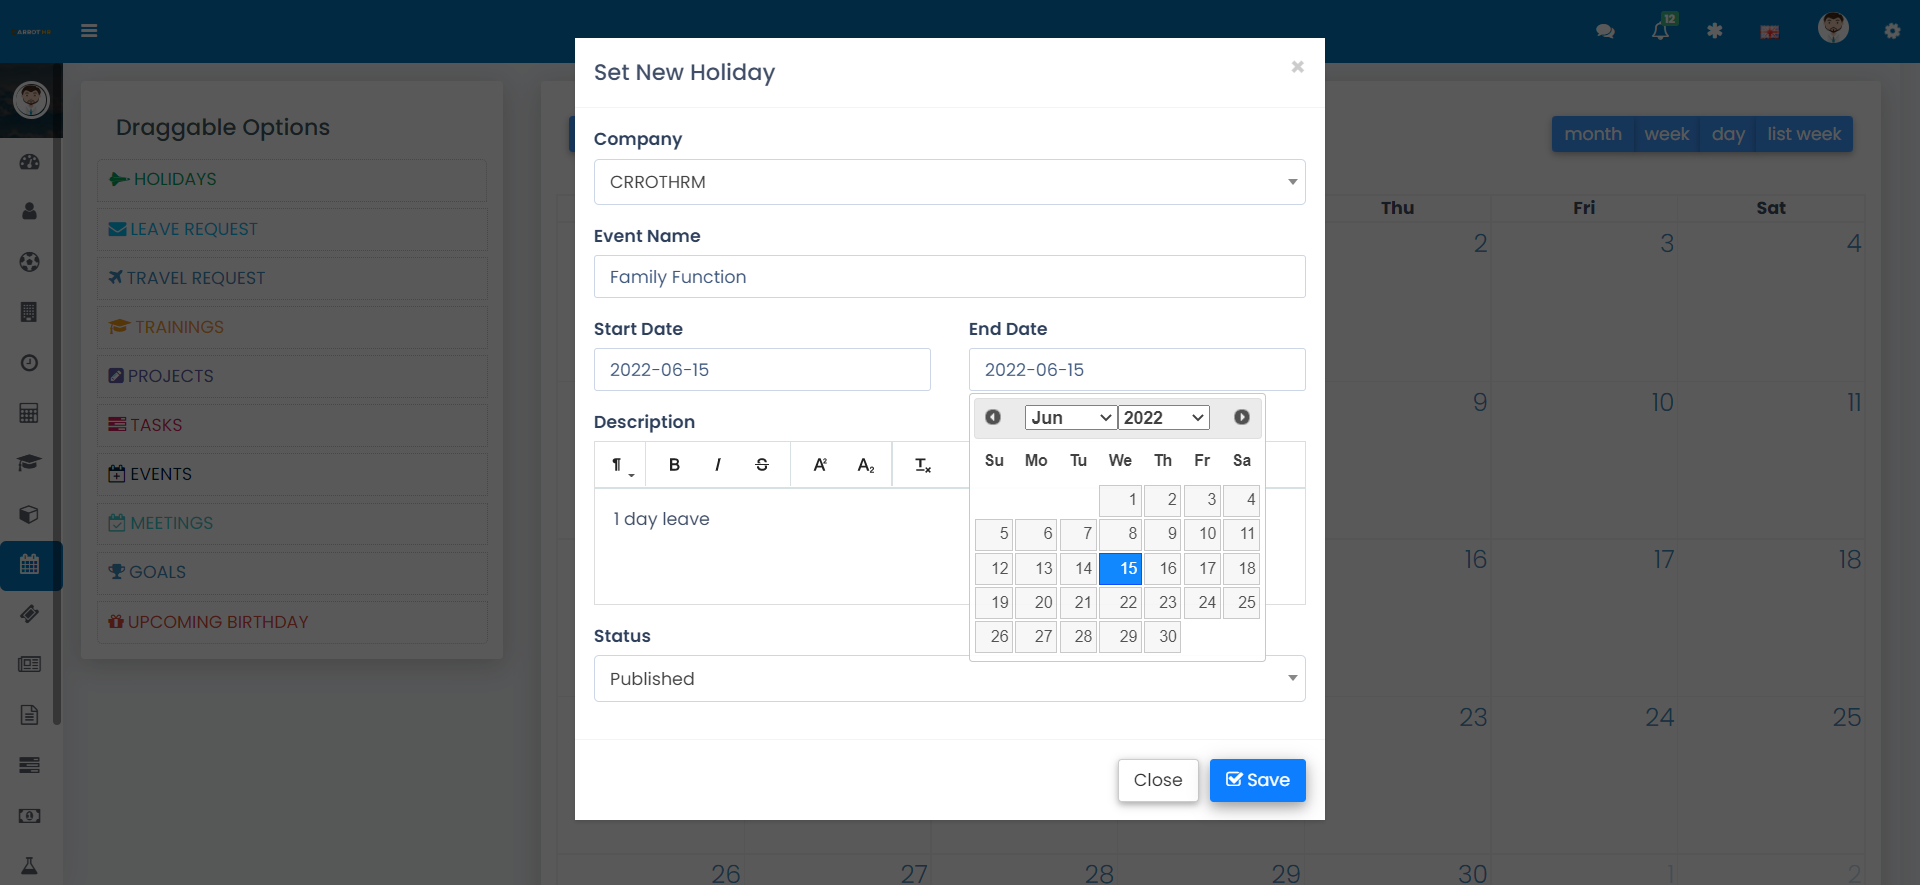 12
Set New Holiday
×
Draggable Options
HOLIDAYS
LEAVE REQUEST
TRAVEL REQUEST
TRAININGS
PROJECTS
TASKS
EVENTS
MEETINGS
GOALS
UPCOMING BIRTHDAY
Company
CRROTHRM
Event Name
Family Function
Start Date
End Date
2022-06-15
2022-06-15
Jun 2022
Su Mo Tu We Th Fr Sa
1 2 3 4
5 6 7 8 9 10 11
12 13 14 15 16 17 18
19 20 21 22 23 24 25
26 27 28 29 30
Description
¶ B I S A² A₂ Tx
1 day leave
Status
Published
Close
Save
month week day list week
Thu Fri Sat
2 3 4
9 10 11
16 17 18
23 24 25
26 27 28 29 30 1 2